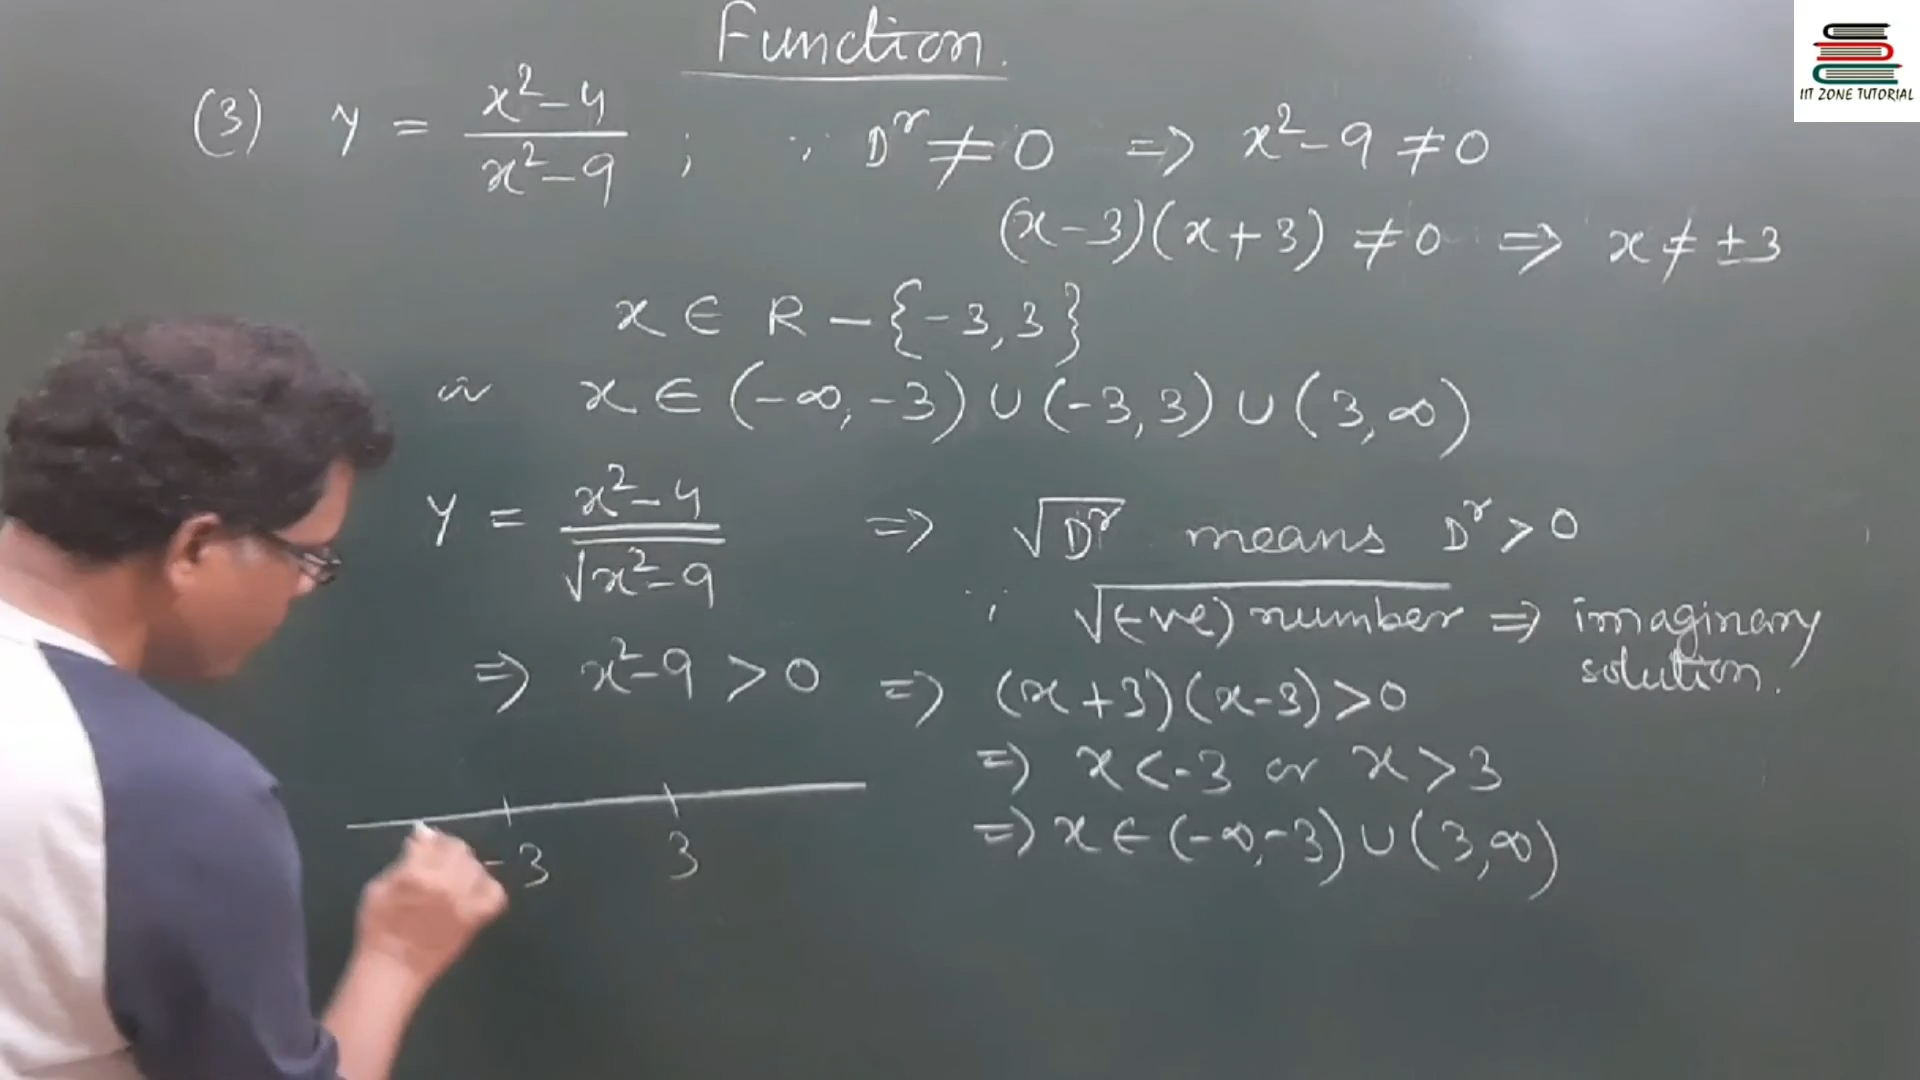 Function.
IIT ZONE TUTORIAL
(3) y = (x²-4)/(x²-9) ; ∵ Dʳ ≠ 0 => x²-9 ≠ 0
(x-3)(x+3) ≠ 0 => x ≠ ±3
x ∈ R - {-3,3}
or x ∈ (-∞,-3) ∪ (-3,3) ∪ (3,∞)
y = (x²-4)/√(x²-9) => √Dʳ means Dʳ > 0
∵ √(-ve) number => imaginary
solution.
=> x²-9 > 0 => (x+3)(x-3) > 0
=> x < -3 or x > 3
=> x ∈ (-∞,-3) ∪ (3,∞)
-3 3